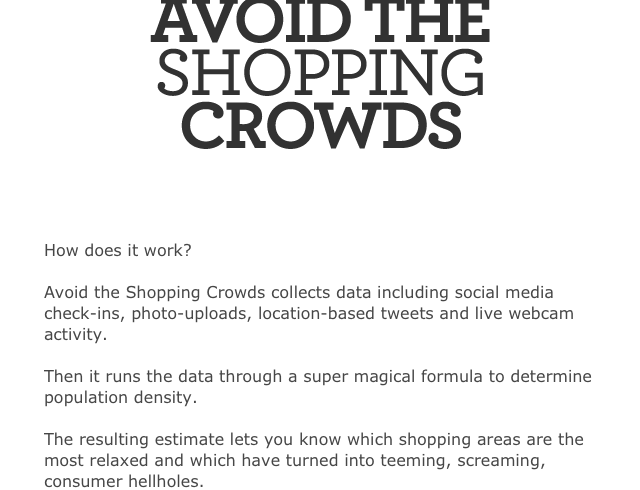 AVOID THE
SHOPPING
CROWDS
How does it work?
Avoid the Shopping Crowds collects data including social media
check-ins, photo-uploads, location-based tweets and live webcam
activity.
Then it runs the data through a super magical formula to determine
population density.
The resulting estimate lets you know which shopping areas are the
most relaxed and which have turned into teeming, screaming,
consumer hellholes.